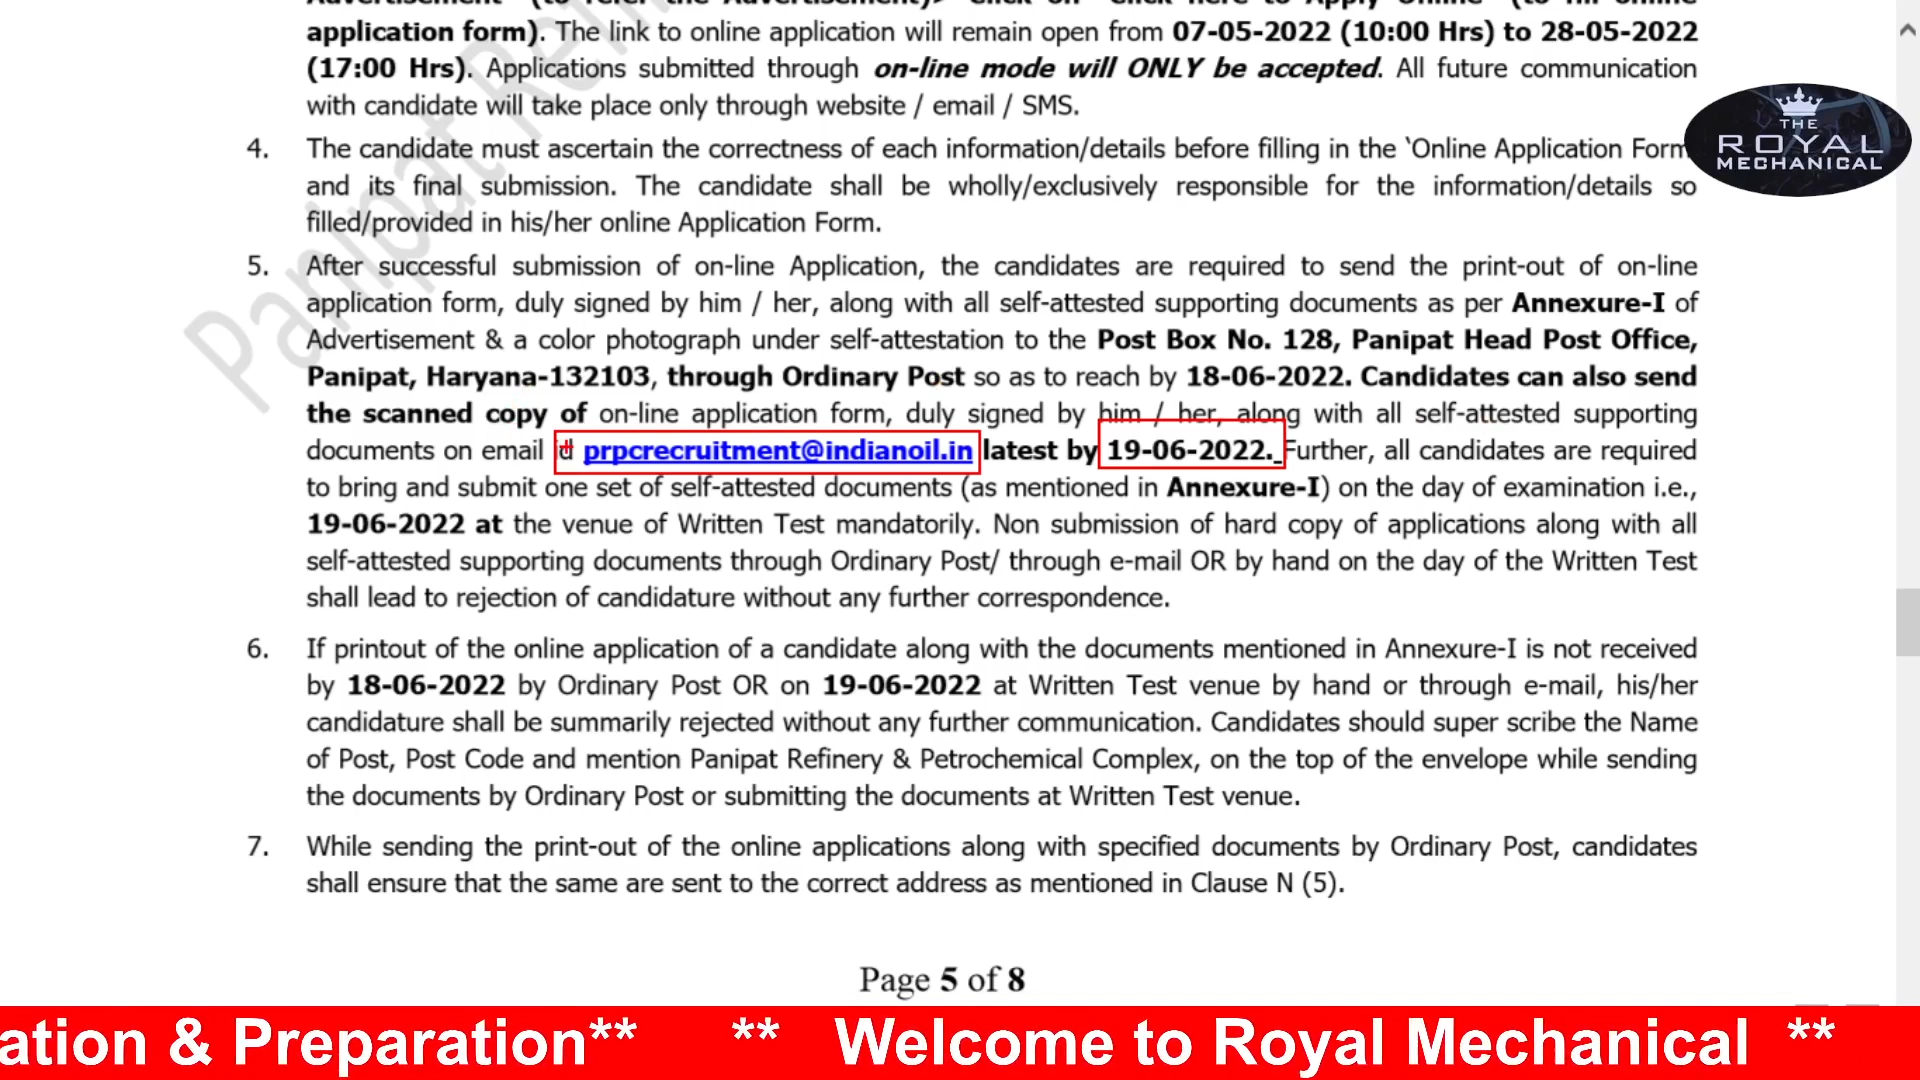 Advertisement" (to refer the Advertisement)> "Click on "Click here to Apply Online" (to fill online
application form). The link to online application will remain open from 07-05-2022 (10:00 Hrs) to 28-05-2022
(17:00 Hrs). Applications submitted through on-line mode will ONLY be accepted. All future communication
with candidate will take place only through website / email / SMS.
THE
ROYAL
MECHANICAL
4. The candidate must ascertain the correctness of each information/details before filling in the ‘Online Application Form
and its final submission. The candidate shall be wholly/exclusively responsible for the information/details so
filled/provided in his/her online Application Form.
5. After successful submission of on-line Application, the candidates are required to send the print-out of on-line
application form, duly signed by him / her, along with all self-attested supporting documents as per Annexure-I of
Advertisement & a color photograph under self-attestation to the Post Box No. 128, Panipat Head Post Office,
Panipat, Haryana-132103, through Ordinary Post so as to reach by 18-06-2022. Candidates can also send
the scanned copy of on-line application form, duly signed by him / her, along with all self-attested supporting
documents on email id prpcrecruitment@indianoil.in latest by 19-06-2022. Further, all candidates are required
to bring and submit one set of self-attested documents (as mentioned in Annexure-I) on the day of examination i.e.,
19-06-2022 at the venue of Written Test mandatorily. Non submission of hard copy of applications along with all
self-attested supporting documents through Ordinary Post/ through e-mail OR by hand on the day of the Written Test
shall lead to rejection of candidature without any further correspondence.
6. If printout of the online application of a candidate along with the documents mentioned in Annexure-I is not received
by 18-06-2022 by Ordinary Post OR on 19-06-2022 at Written Test venue by hand or through e-mail, his/her
candidature shall be summarily rejected without any further communication. Candidates should super scribe the Name
of Post, Post Code and mention Panipat Refinery & Petrochemical Complex, on the top of the envelope while sending
the documents by Ordinary Post or submitting the documents at Written Test venue.
7. While sending the print-out of the online applications along with specified documents by Ordinary Post, candidates
shall ensure that the same are sent to the correct address as mentioned in Clause N (5).
Panipat
Page 5 of 8
ation & Preparation** ** Welcome to Royal Mechanical **